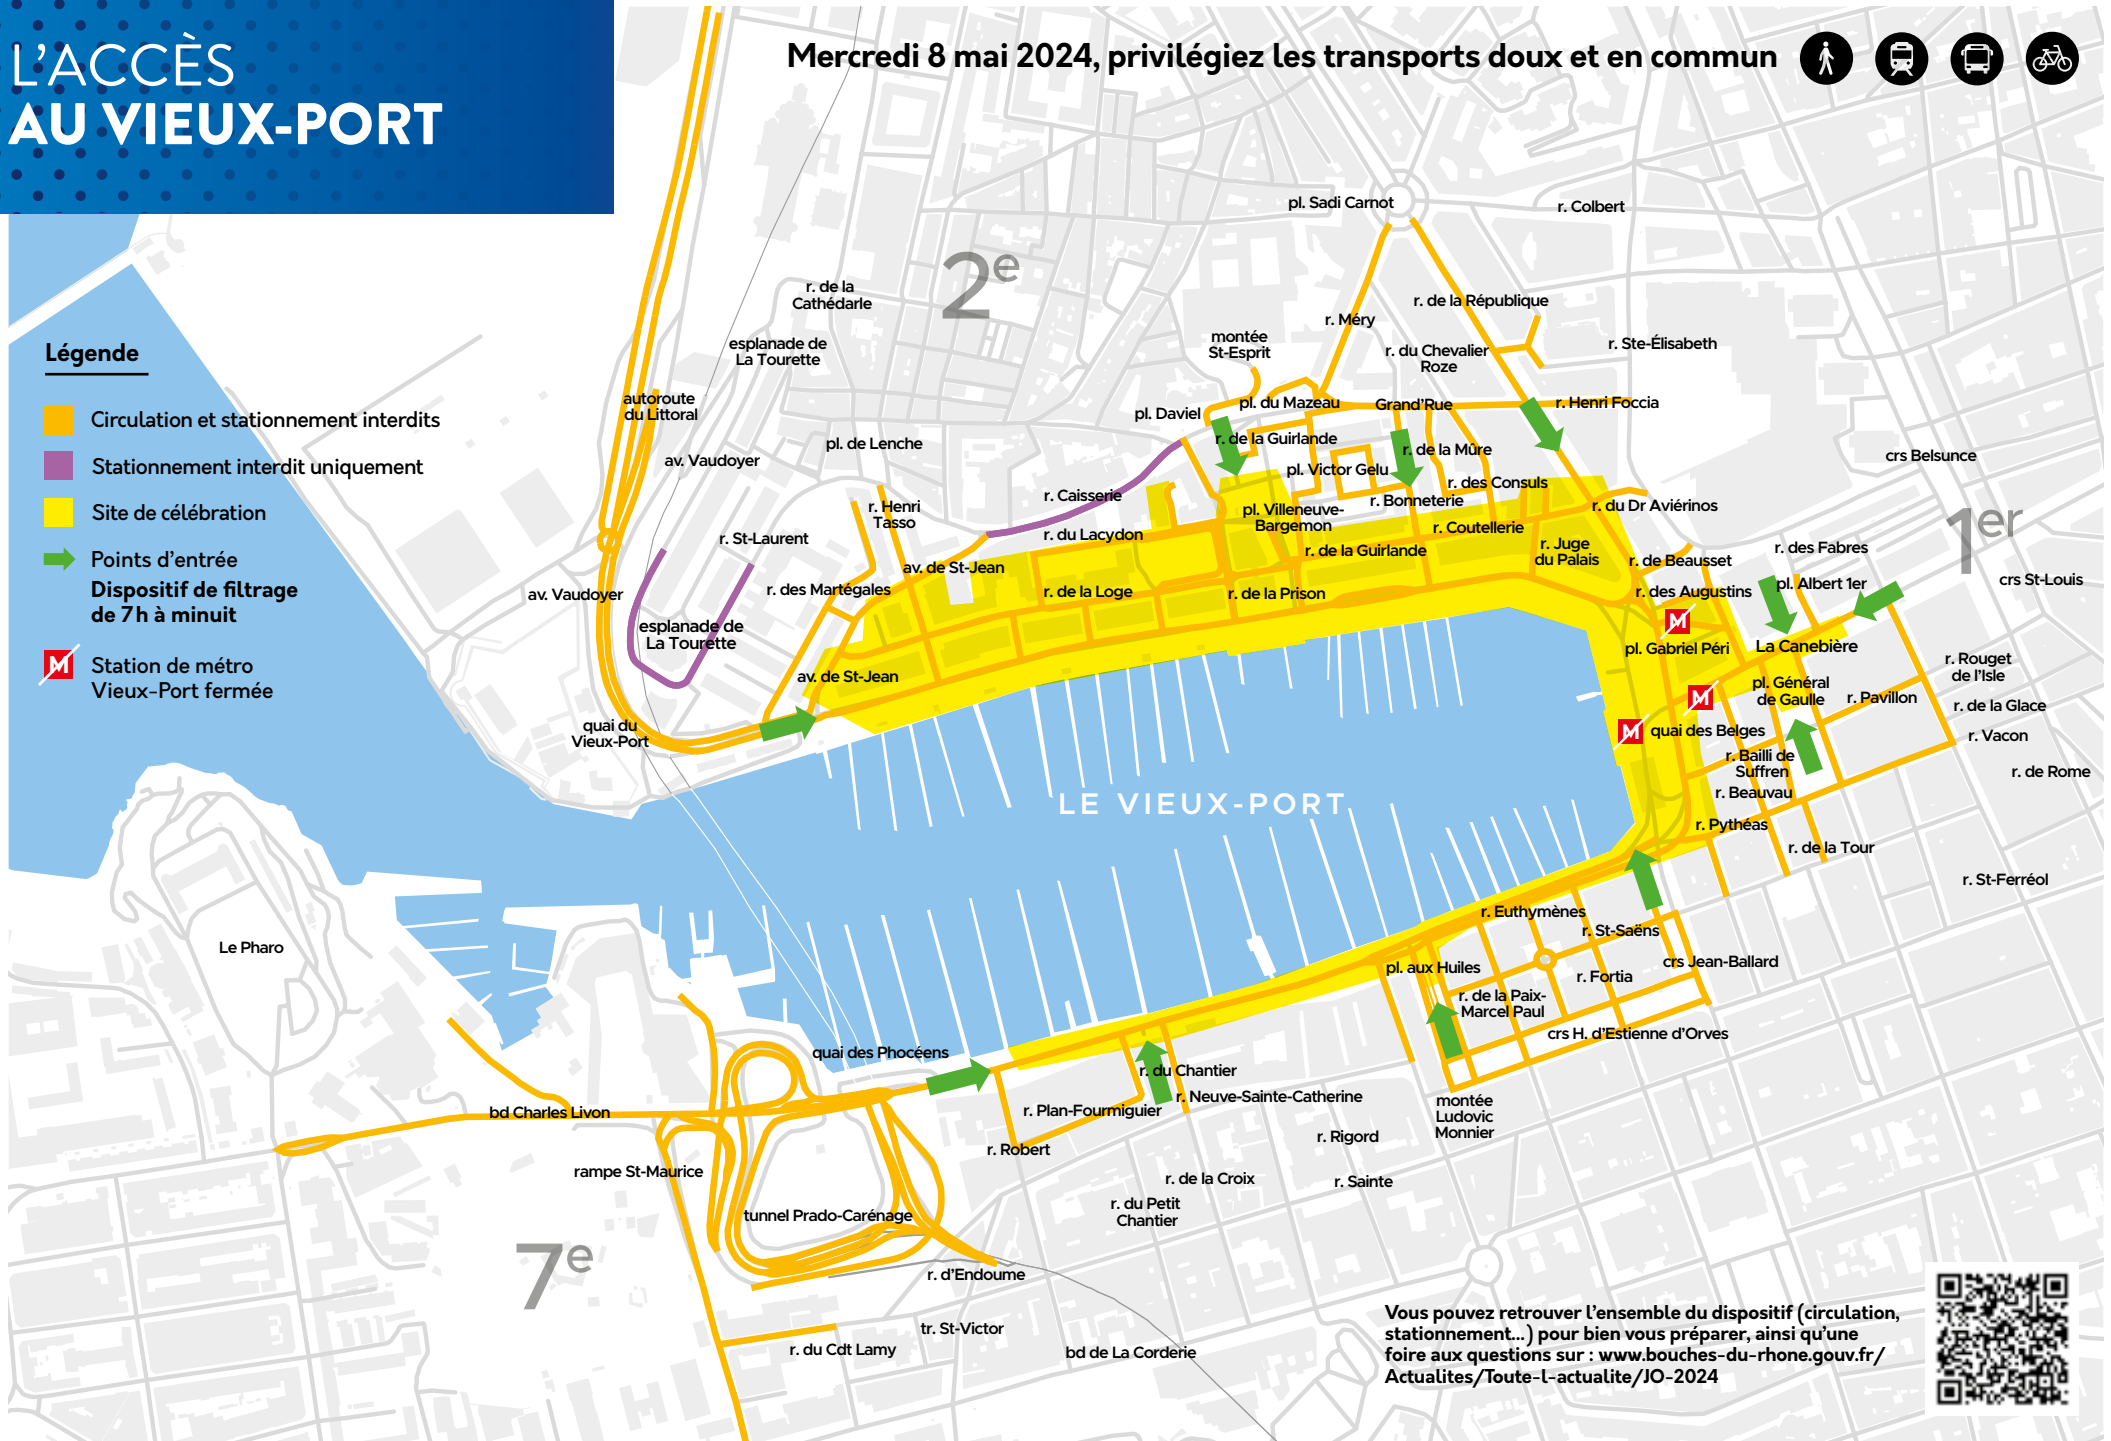 L'ACCÈS
AU VIEUX-PORT
Mercredi 8 mai 2024, privilégiez les transports doux et en commun
Légende
Circulation et stationnement interdits
Stationnement interdit uniquement
Site de célébration
Points d'entrée
Dispositif de filtrage
de 7h à minuit
M
Station de métro
Vieux-Port fermée
2e
1er
7e
pl. Sadi Carnot
r. Colbert
r. de la
Cathédarle
esplanade de
La Tourette
r. de la République
r. Méry
montée
St-Esprit
r. du Chevalier
Roze
r. Ste-Élisabeth
autoroute
du Littoral
pl. Daviel
pl. du Mazeau
Grand'Rue
r. Henri Foccia
pl. de Lenche
av. Vaudoyer
r. de la Guirlande
r. de la Mûre
crs Belsunce
pl. Victor Gelu
r. des Consuls
r. Caisserie
r. Bonneterie
r. Henri
Tasso
pl. Villeneuve-
Bargemon
r. du Dr Aviérinos
r. St-Laurent
r. du Lacydon
r. Coutellerie
r. Juge
du Palais
r. de la Guirlande
r. des Fabres
av. de St-Jean
r. de Beausset
pl. Albert 1er
crs St-Louis
av. Vaudoyer
r. des Martégales
r. de la Loge
r. de la Prison
r. des Augustins
M
esplanade de
La Tourette
pl. Gabriel Péri
La Canebière
r. Rouget
de l'Isle
av. de St-Jean
pl. Général
de Gaulle
r. Pavillon
r. de la Glace
M
quai du
Vieux-Port
M
quai des Belges
r. Vacon
r. Bailli de
Suffren
r. de Rome
r. Beauvau
LE VIEUX-PORT
r. Pythéas
r. de la Tour
r. St-Ferréol
r. Euthymènes
r. St-Saëns
Le Pharo
pl. aux Huiles
crs Jean-Ballard
r. Fortia
r. de la Paix-
Marcel Paul
crs H. d'Estienne d'Orves
quai des Phocéens
r. du Chantier
r. Neuve-Sainte-Catherine
bd Charles Livon
r. Plan-Fourmiguier
montée
Ludovic
Monnier
r. Robert
r. Rigord
rampe St-Maurice
r. de la Croix
r. Sainte
r. du Petit
Chantier
tunnel Prado-Carénage
r. d'Endoume
tr. St-Victor
r. du Cdt Lamy
bd de La Corderie
Vous pouvez retrouver l'ensemble du dispositif (circulation,
stationnement...) pour bien vous préparer, ainsi qu'une
foire aux questions sur : www.bouches-du-rhone.gouv.fr/
Actualites/Toute-l-actualite/JO-2024